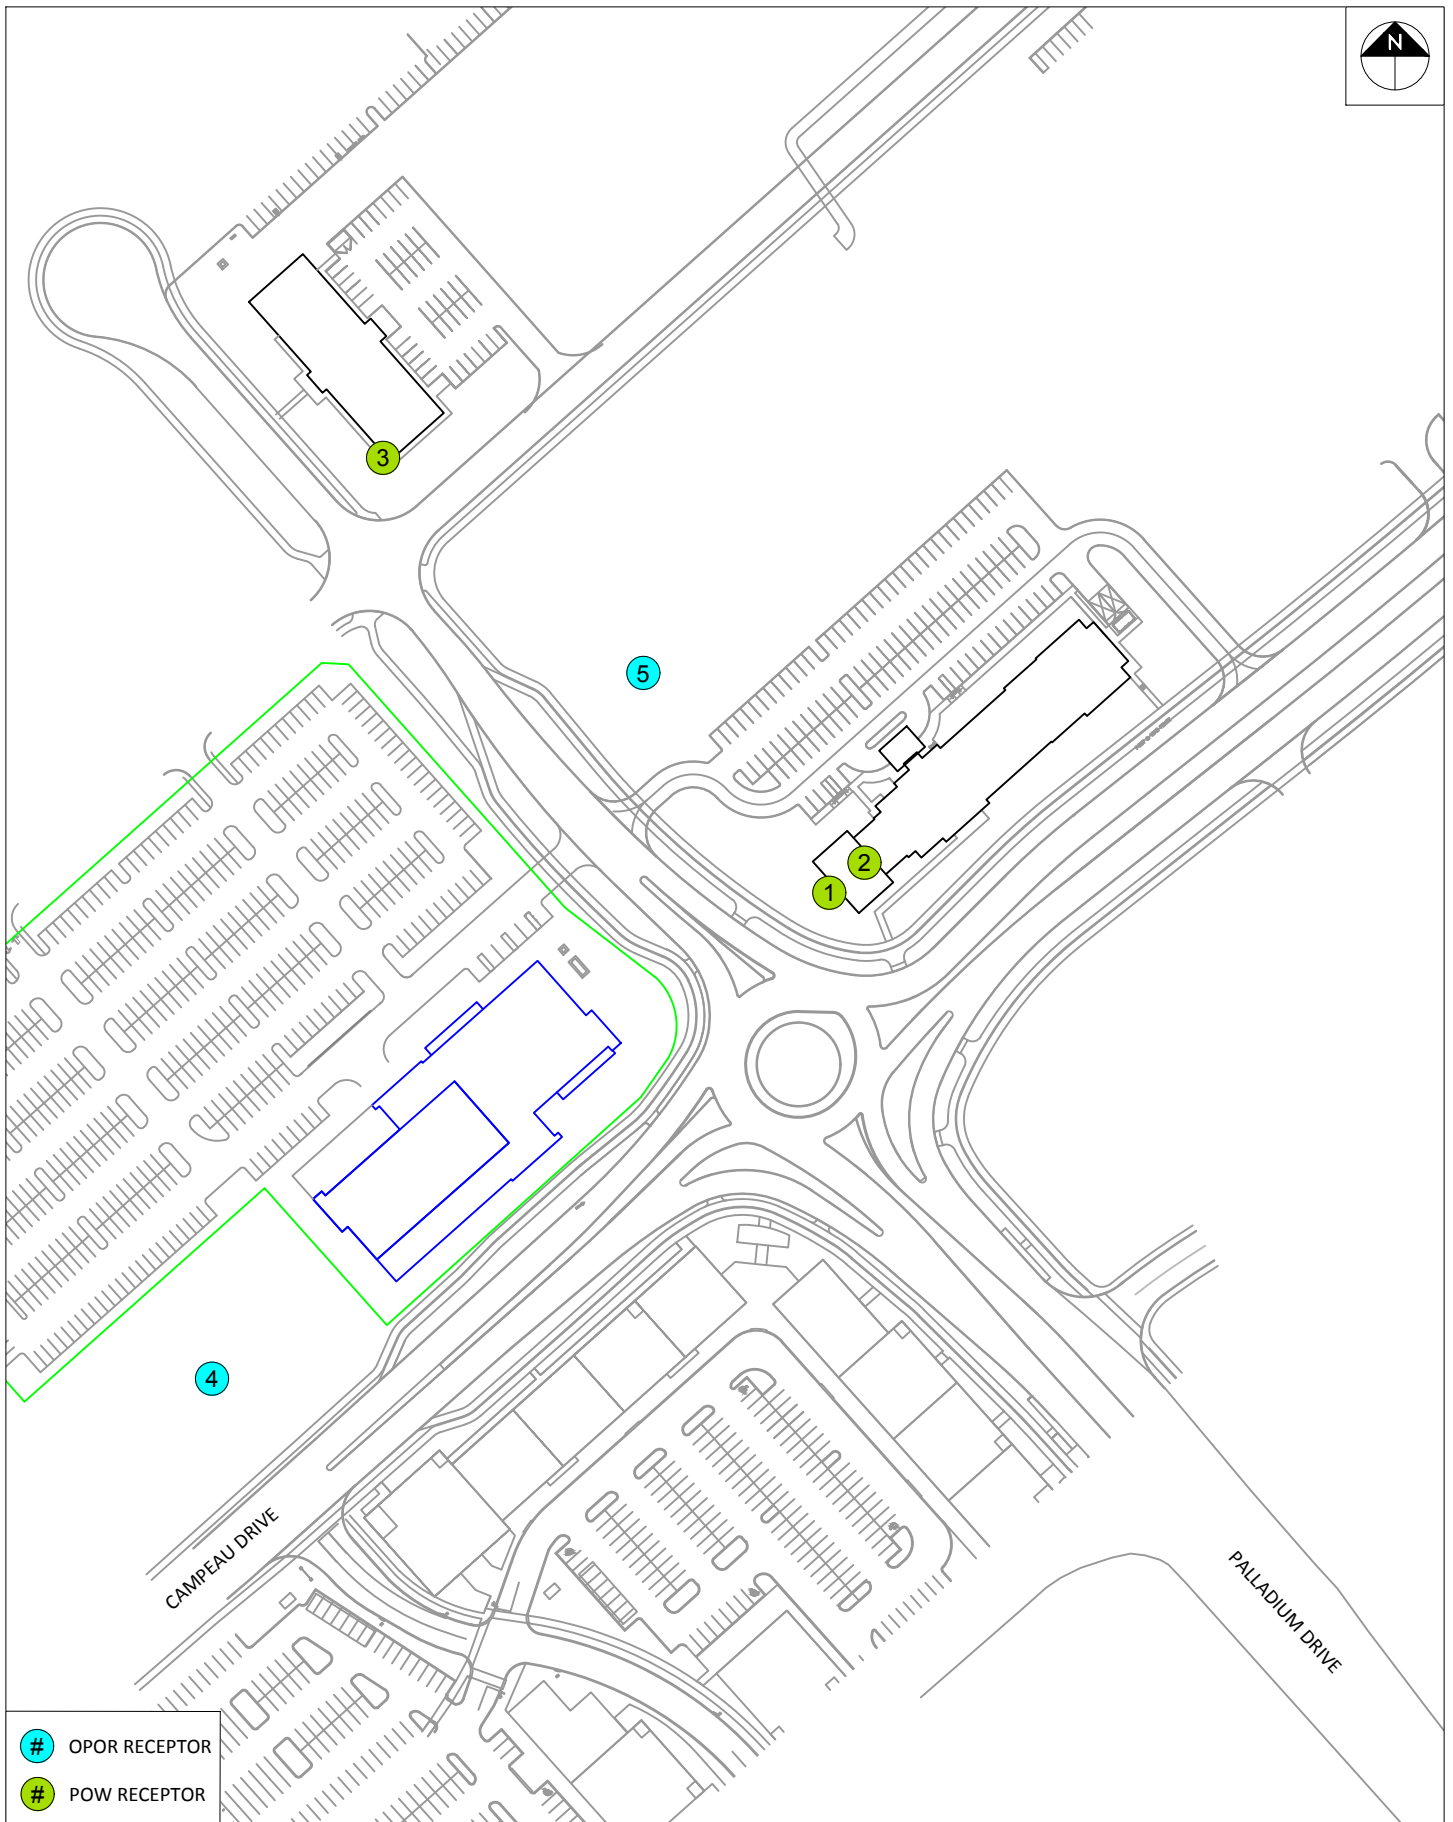 N
3
5
2
1
4
CAMPEAU DRIVE
PALLADIUM DRIVE
# OPOR RECEPTOR
# POW RECEPTOR